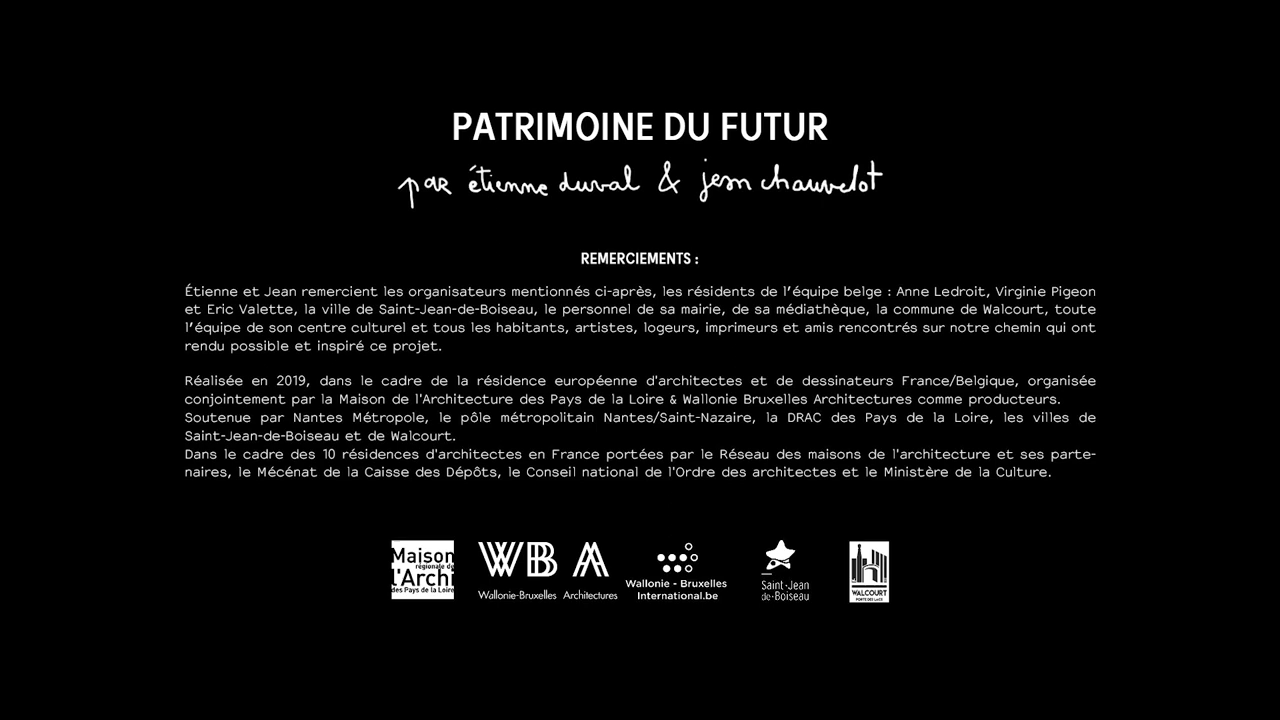 PATRIMOINE DU FUTUR
par étienne duval & jean chauvelot
REMERCIEMENTS :
Étienne et Jean remercient les organisateurs mentionnés ci-après, les résidents de l’équipe belge : Anne Ledroit, Virginie Pigeon
et Eric Valette, la ville de Saint-Jean-de-Boiseau, le personnel de sa mairie, de sa médiathèque, la commune de Walcourt, toute
l’équipe de son centre culturel et tous les habitants, artistes, logeurs, imprimeurs et amis rencontrés sur notre chemin qui ont
rendu possible et inspiré ce projet.
Réalisée en 2019, dans le cadre de la résidence européenne d'architectes et de dessinateurs France/Belgique, organisée
conjointement par la Maison de l'Architecture des Pays de la Loire & Wallonie Bruxelles Architectures comme producteurs.
Soutenue par Nantes Métropole, le pôle métropolitain Nantes/Saint-Nazaire, la DRAC des Pays de la Loire, les villes de
Saint-Jean-de-Boiseau et de Walcourt.
Dans le cadre des 10 résidences d'architectes en France portées par le Réseau des maisons de l'architecture et ses parte-
naires, le Mécénat de la Caisse des Dépôts, le Conseil national de l'Ordre des architectes et le Ministère de la Culture.
Maison
régionale de
l'Archi
des Pays de la Loire
WB A
Wallonie-Bruxelles Architectures
Wallonie - Bruxelles
International.be
Saint-Jean
de-Boiseau
WALCOURT
PORTE DES LACS